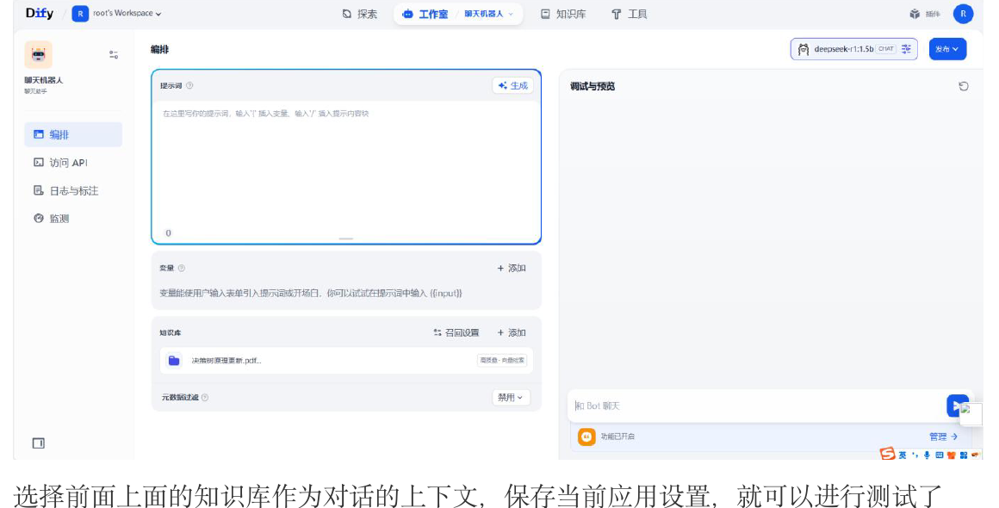 Dify / R root's Workspace
探索
工作室 / 聊天机器人
知识库
工具
插件
R
聊天机器人
聊天助手
编排
访问 API
日志与标注
监测
编排
deepseek-r1:1.5b CHAT
发布
提示词
生成
在这里写你的提示词，输入'{' 插入变量、输入'/' 插入提示内容块
0
变量
+ 添加
变量能使用户输入表单引入提示词或开场白，你可以试试在提示词中输入 {{input}}
知识库
召回设置
+ 添加
决策树原理重新.pdf...
高质量·向量检索
元数据过滤
禁用
调试与预览
和 Bot 聊天
功能已开启
管理 →
英
选择前面上面的知识库作为对话的上下文，保存当前应用设置，就可以进行测试了